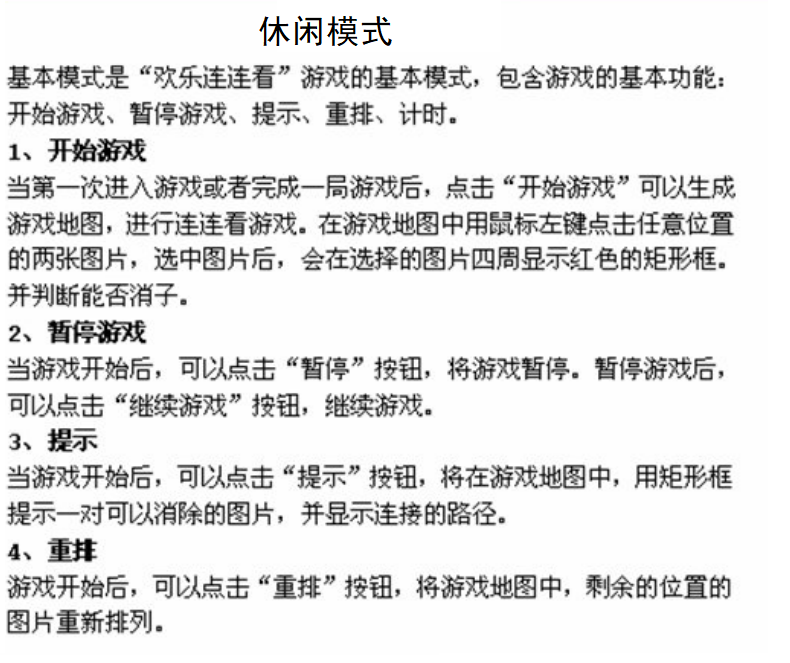 休闲模式
基本模式是“欢乐连连看”游戏的基本模式，包含游戏的基本功能：
开始游戏、暂停游戏、提示、重排、计时。
1、开始游戏
当第一次进入游戏或者完成一局游戏后，点击“开始游戏”可以生成
游戏地图，进行连连看游戏。在游戏地图中用鼠标左键点击任意位置
的两张图片，选中图片后，会在选择的图片四周显示红色的矩形框。
并判断能否消子。
2、暂停游戏
当游戏开始后，可以点击“暂停”按钮，将游戏暂停。暂停游戏后，
可以点击“继续游戏”按钮，继续游戏。
3、提示
当游戏开始后，可以点击“提示”按钮，将在游戏地图中，用矩形框
提示一对可以消除的图片，并显示连接的路径。
4、重排
游戏开始后，可以点击“重排”按钮，将游戏地图中，剩余的位置的
图片重新排列。